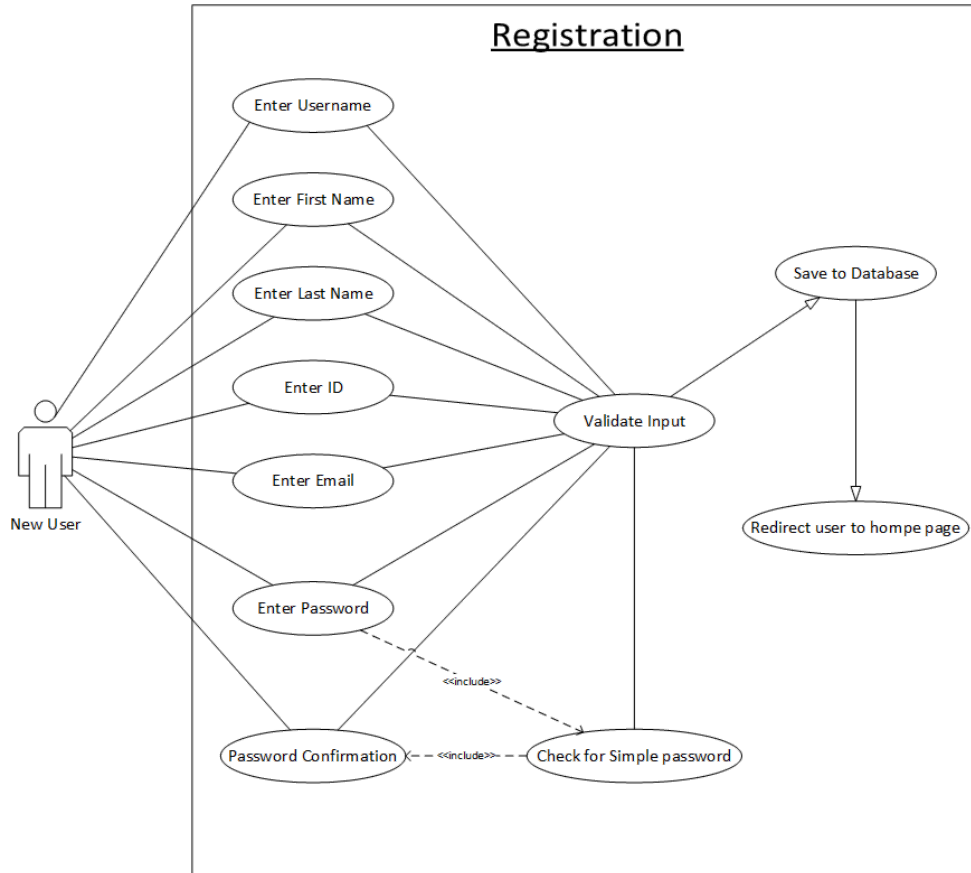 Registration
Enter Username
Enter First Name
Enter Last Name
Enter ID
Enter Email
Enter Password
Password Confirmation
New User
Validate Input
Save to Database
Redirect user to hompe page
<<include>>
<<include>>
Check for Simple password